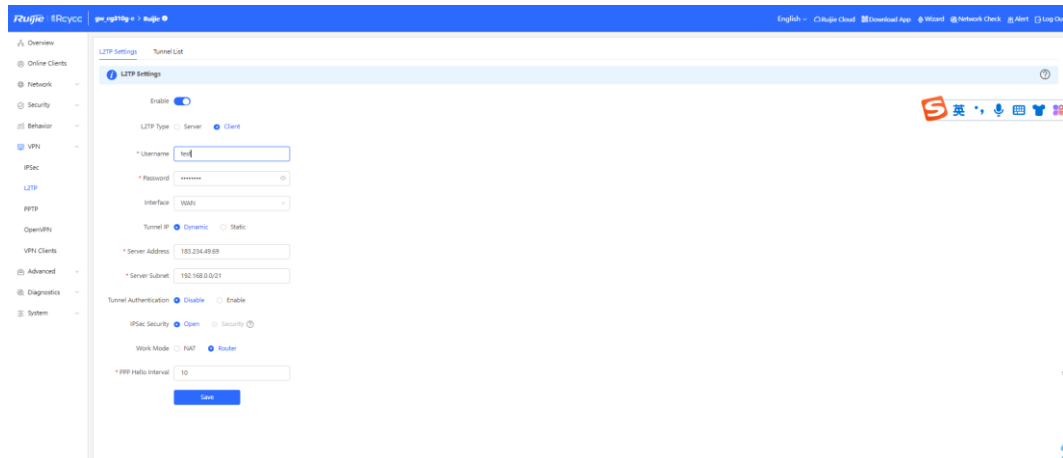 Ruijie Rcycc gw_eg310g-e > Ruijie English Ruijie Cloud Download App Wizard Network Check Alert Log Ou
Overview
Online Clients
Network
Security
Behavior
VPN
IPSec
L2TP
PPTP
OpenVPN
VPN Clients
Advanced
Diagnostics
System
L2TP Settings Tunnel List
L2TP Settings
Enable
L2TP Type Server Client
* Username test
* Password ••••••••
Interface WAN
Tunnel IP Dynamic Static
* Server Address 183.234.49.69
* Server Subnet 192.168.0.0/21
Tunnel Authentication Disable Enable
IPSec Security Open Security
Work Mode NAT Router
* PPP Hello Interval 10
Save
英